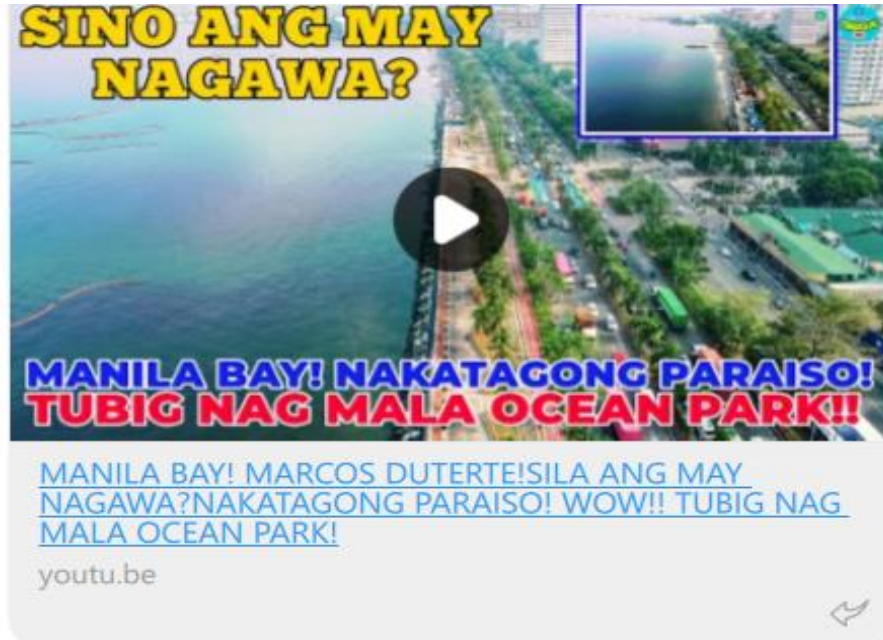 SINO ANG MAY
NAGAWA?
MANILA BAY! NAKATAGONG PARAISO!
TUBIG NAG MALA OCEAN PARK!!
MANILA BAY! MARCOS DUTERTE!SILA ANG MAY
NAGAWA?NAKATAGONG PARAISO! WOW!! TUBIG NAG
MALA OCEAN PARK!
youtu.be